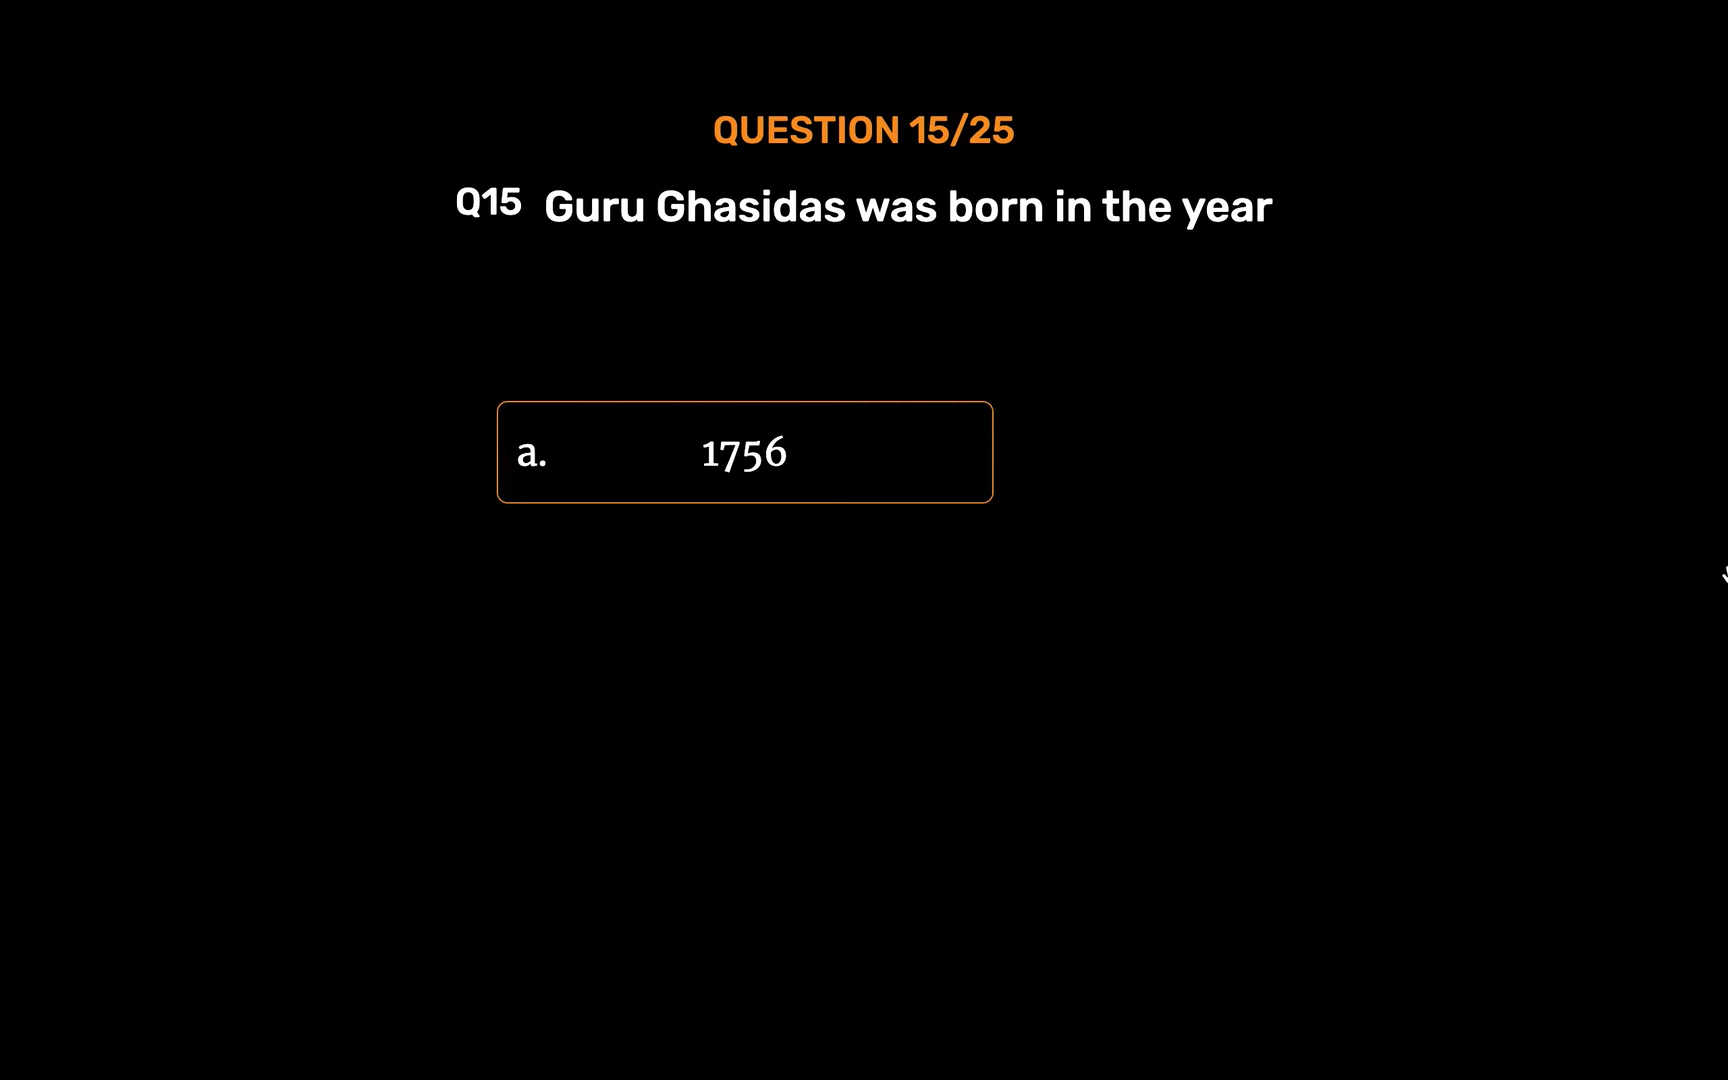 QUESTION 15/25
Q15 Guru Ghasidas was born in the year
a. 1756